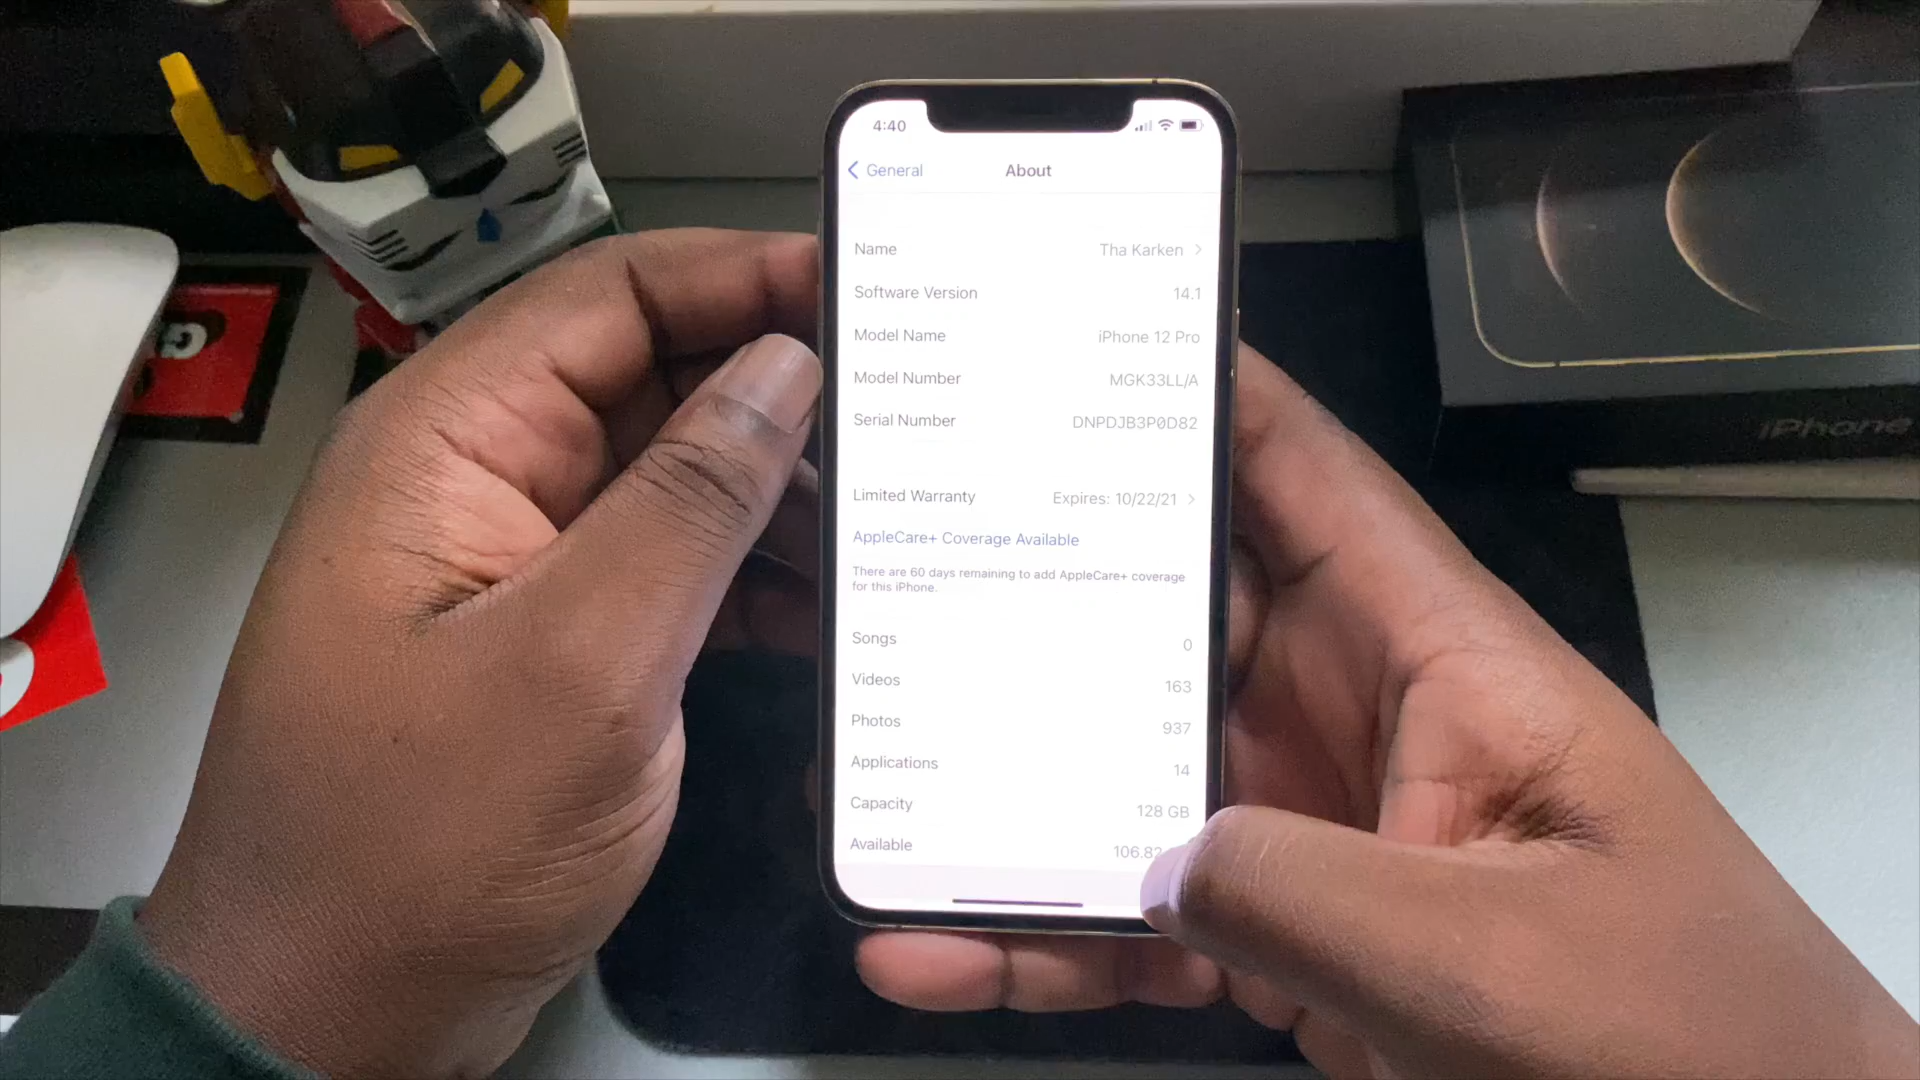 4:40
General
About
Name Tha Karken
Software Version 14.1
Model Name iPhone 12 Pro
Model Number MGK33LL/A
Serial Number DNPDJB3P0D82
Limited Warranty Expires: 10/22/21
AppleCare+ Coverage Available
There are 60 days remaining to add AppleCare+ coverage
for this iPhone.
Songs 0
Videos 163
Photos 937
Applications 14
Capacity 128 GB
Available 106.82
iPhone
G